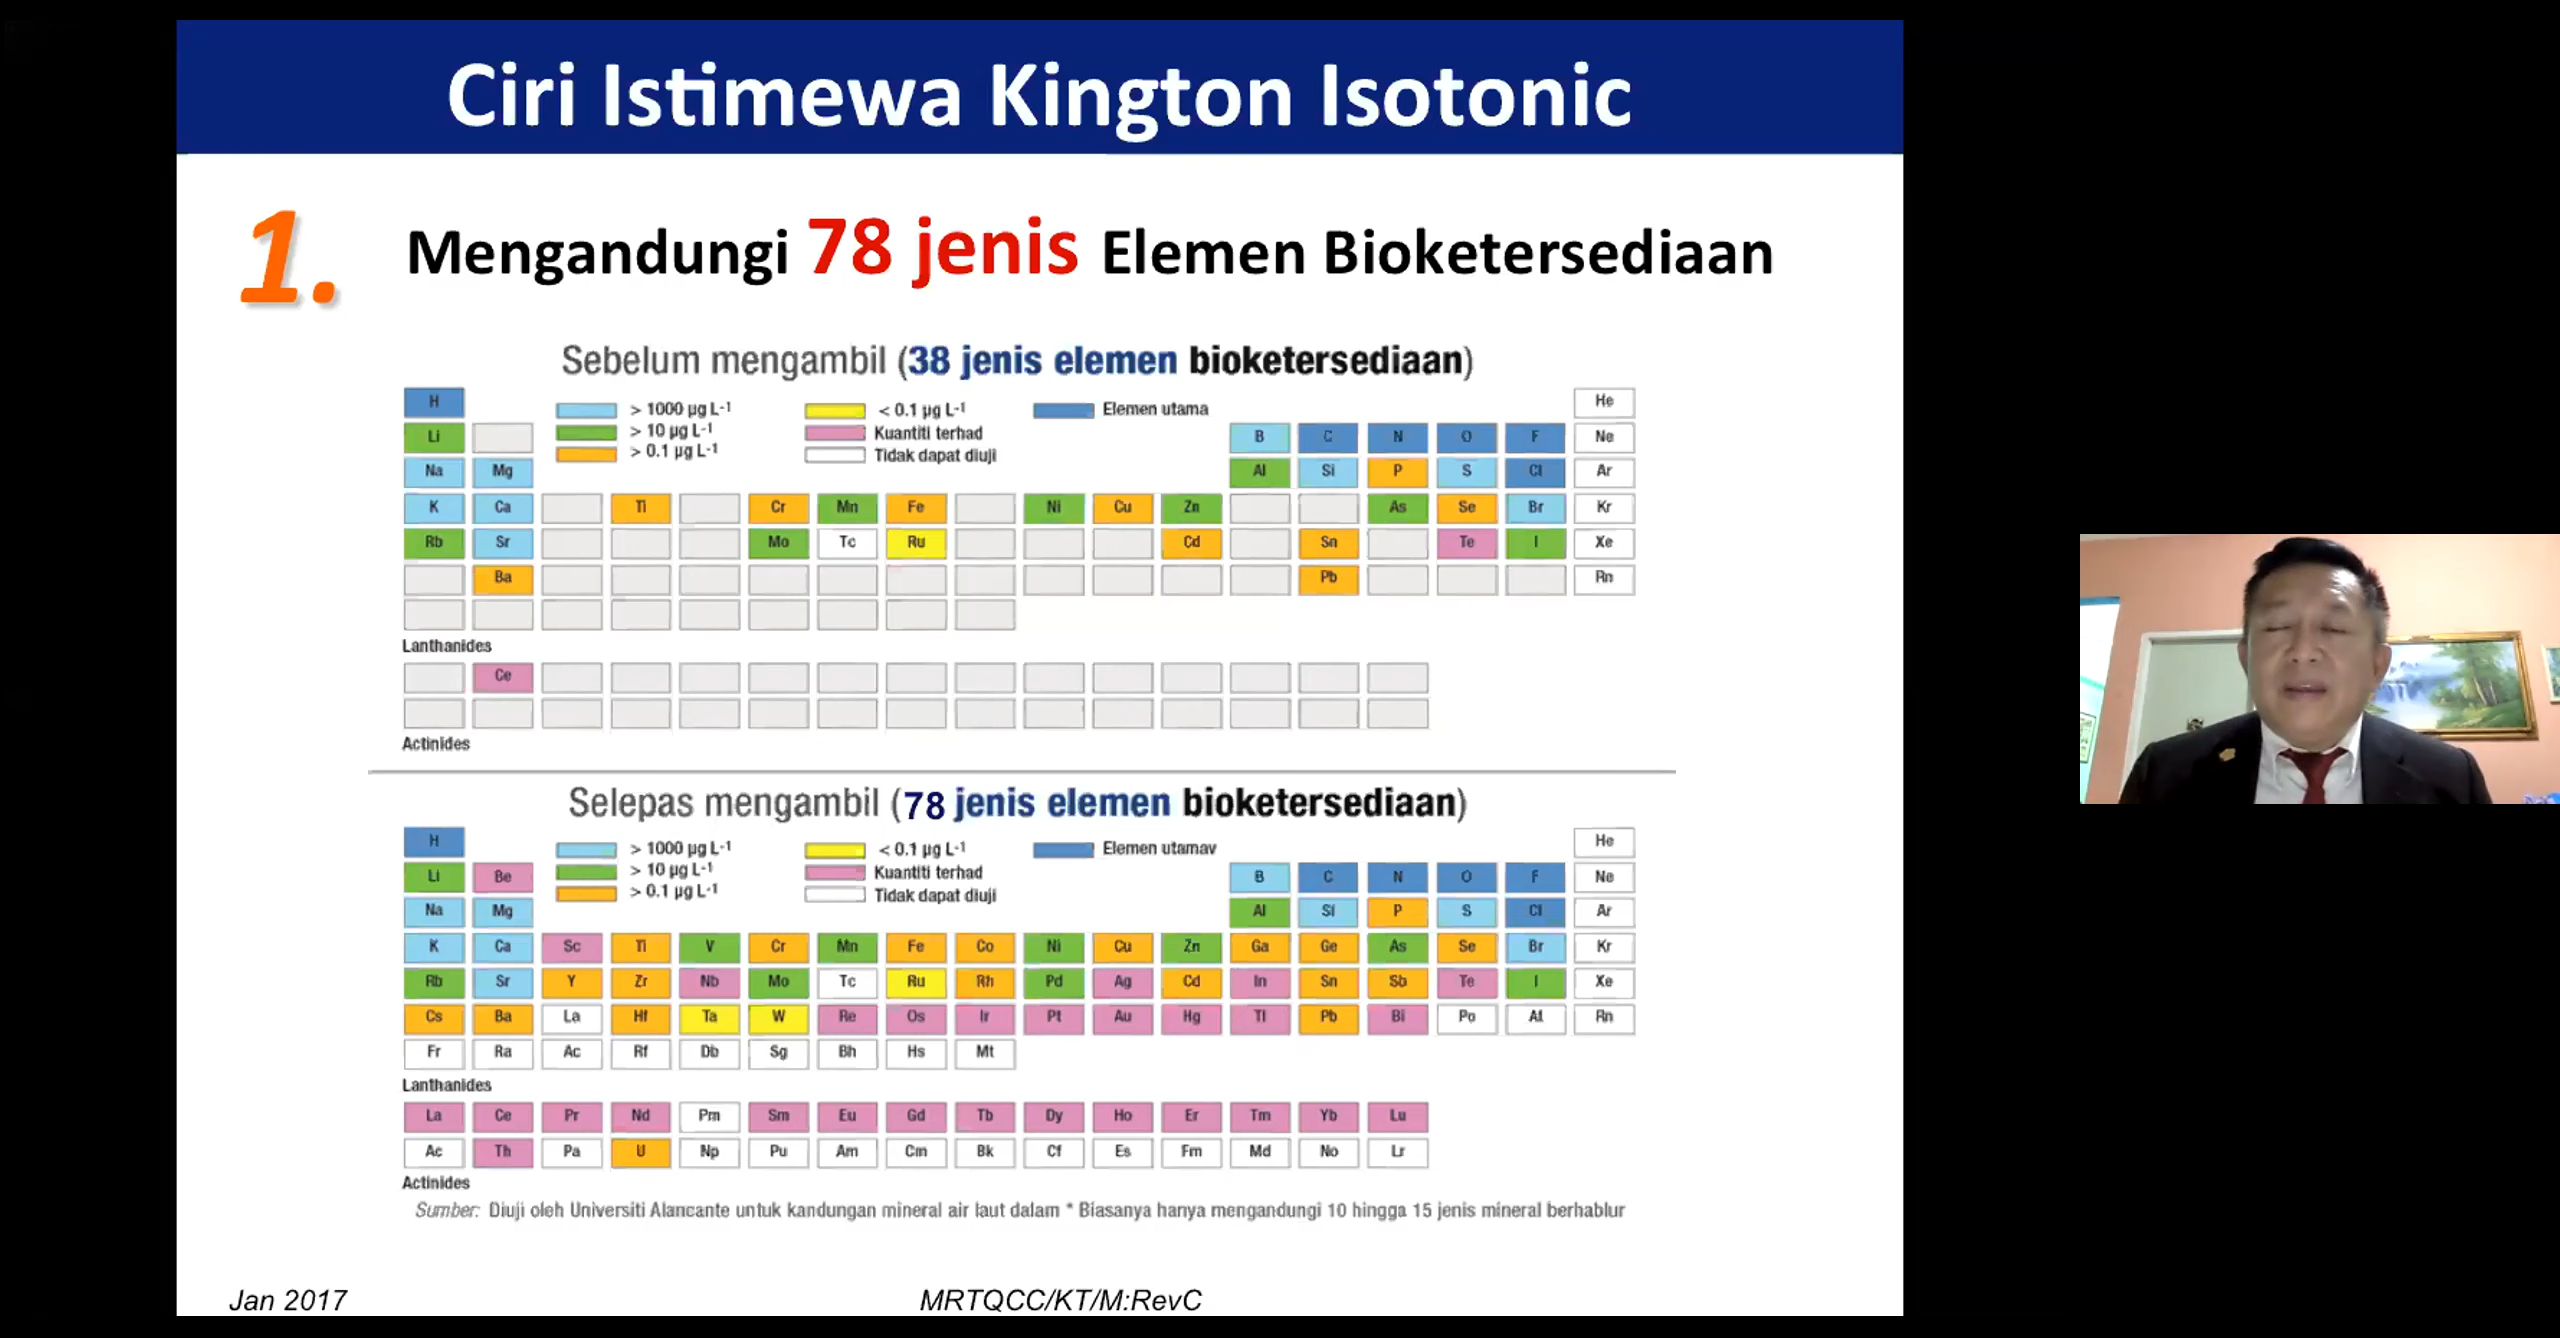 Ciri Istimewa Kington Isotonic
1. Mengandungi 78 jenis Elemen Bioketersediaan
Sebelum mengambil (38 jenis elemen bioketersediaan)
H He
> 1000 µg L-1 < 0.1 µg L-1 Elemen utama
> 10 µg L-1 Kuantiti terhad
> 0.1 µg L-1 Tidak dapat diuji
Li B C N O F Ne
Na Mg Al Si P S Cl Ar
K Ca Ti Cr Mn Fe Ni Cu Zn As Se Br Kr
Rb Sr Mo Tc Ru Cd Sn Te I Xe
Ba Pb Rn
Lanthanides
Ce
Actinides
Selepas mengambil (78 jenis elemen bioketersediaan)
H He
> 1000 µg L-1 < 0.1 µg L-1 Elemen utamav
> 10 µg L-1 Kuantiti terhad
> 0.1 µg L-1 Tidak dapat diuji
Li Be B C N O F Ne
Na Mg Al Si P S Cl Ar
K Ca Sc Ti V Cr Mn Fe Co Ni Cu Zn Ga Ge As Se Br Kr
Rb Sr Y Zr Nb Mo Tc Ru Rh Pd Ag Cd In Sn Sb Te I Xe
Cs Ba La Hf Ta W Re Os Ir Pt Au Hg Tl Pb Bi Po At Rn
Fr Ra Ac Rf Db Sg Bh Hs Mt
Lanthanides
La Ce Pr Nd Pm Sm Eu Gd Tb Dy Ho Er Tm Yb Lu
Ac Th Pa U Np Pu Am Cm Bk Cf Es Fm Md No Lr
Actinides
Sumber: Diuji oleh Universiti Alancante untuk kandungan mineral air laut dalam * Biasanya hanya mengandungi 10 hingga 15 jenis mineral berhablur
Jan 2017 MRTQCC/KT/M:RevC